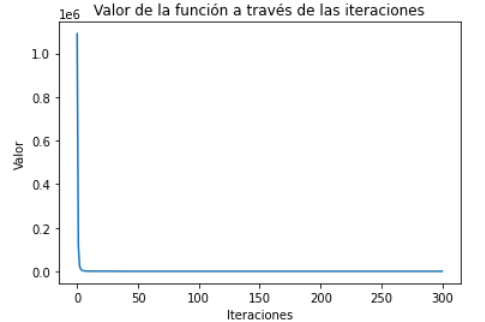 Valor de la función a través de las iteraciones
1e6
1.0
0.8
0.6
0.4
0.2
0.0
Valor
0 50 100 150 200 250 300
Iteraciones